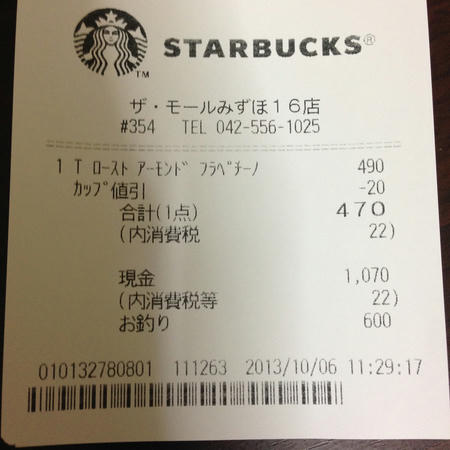 STARBUCKS®
TM
ザ・モールみずほ16店
#354 TEL 042-556-1025
1 T ﾛｰｽﾄ ｱｰﾓﾝﾄﾞ ﾌﾗﾍﾟﾁｰﾉ 490
ｶｯﾌﾟ値引 -20
合計(1点) 470
(内消費税 22)
現金 1,070
(内消費税等 22)
お釣り 600
010132780801 111263 2013/10/06 11:29:17